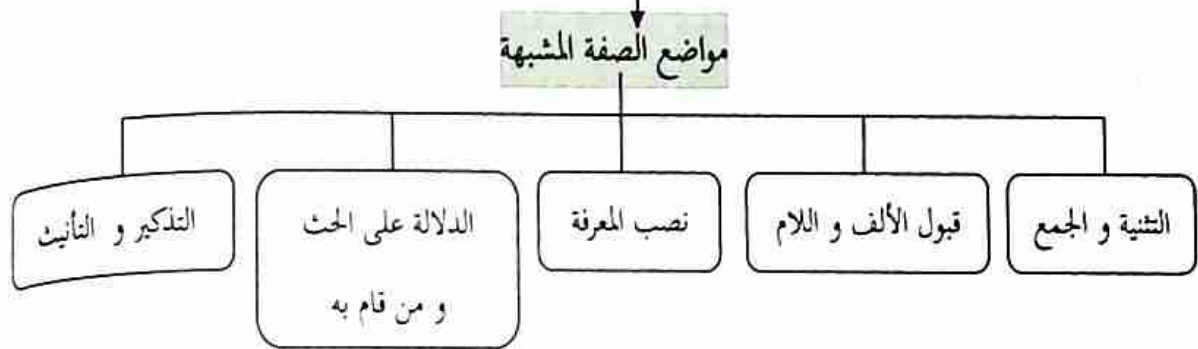 مواضع الصفة المشبهة
التثنية و الجمع
قبول الألف و اللام
نصب المعرفة
الدلالة على الحث
و من قام به
التذكير و التأنيث